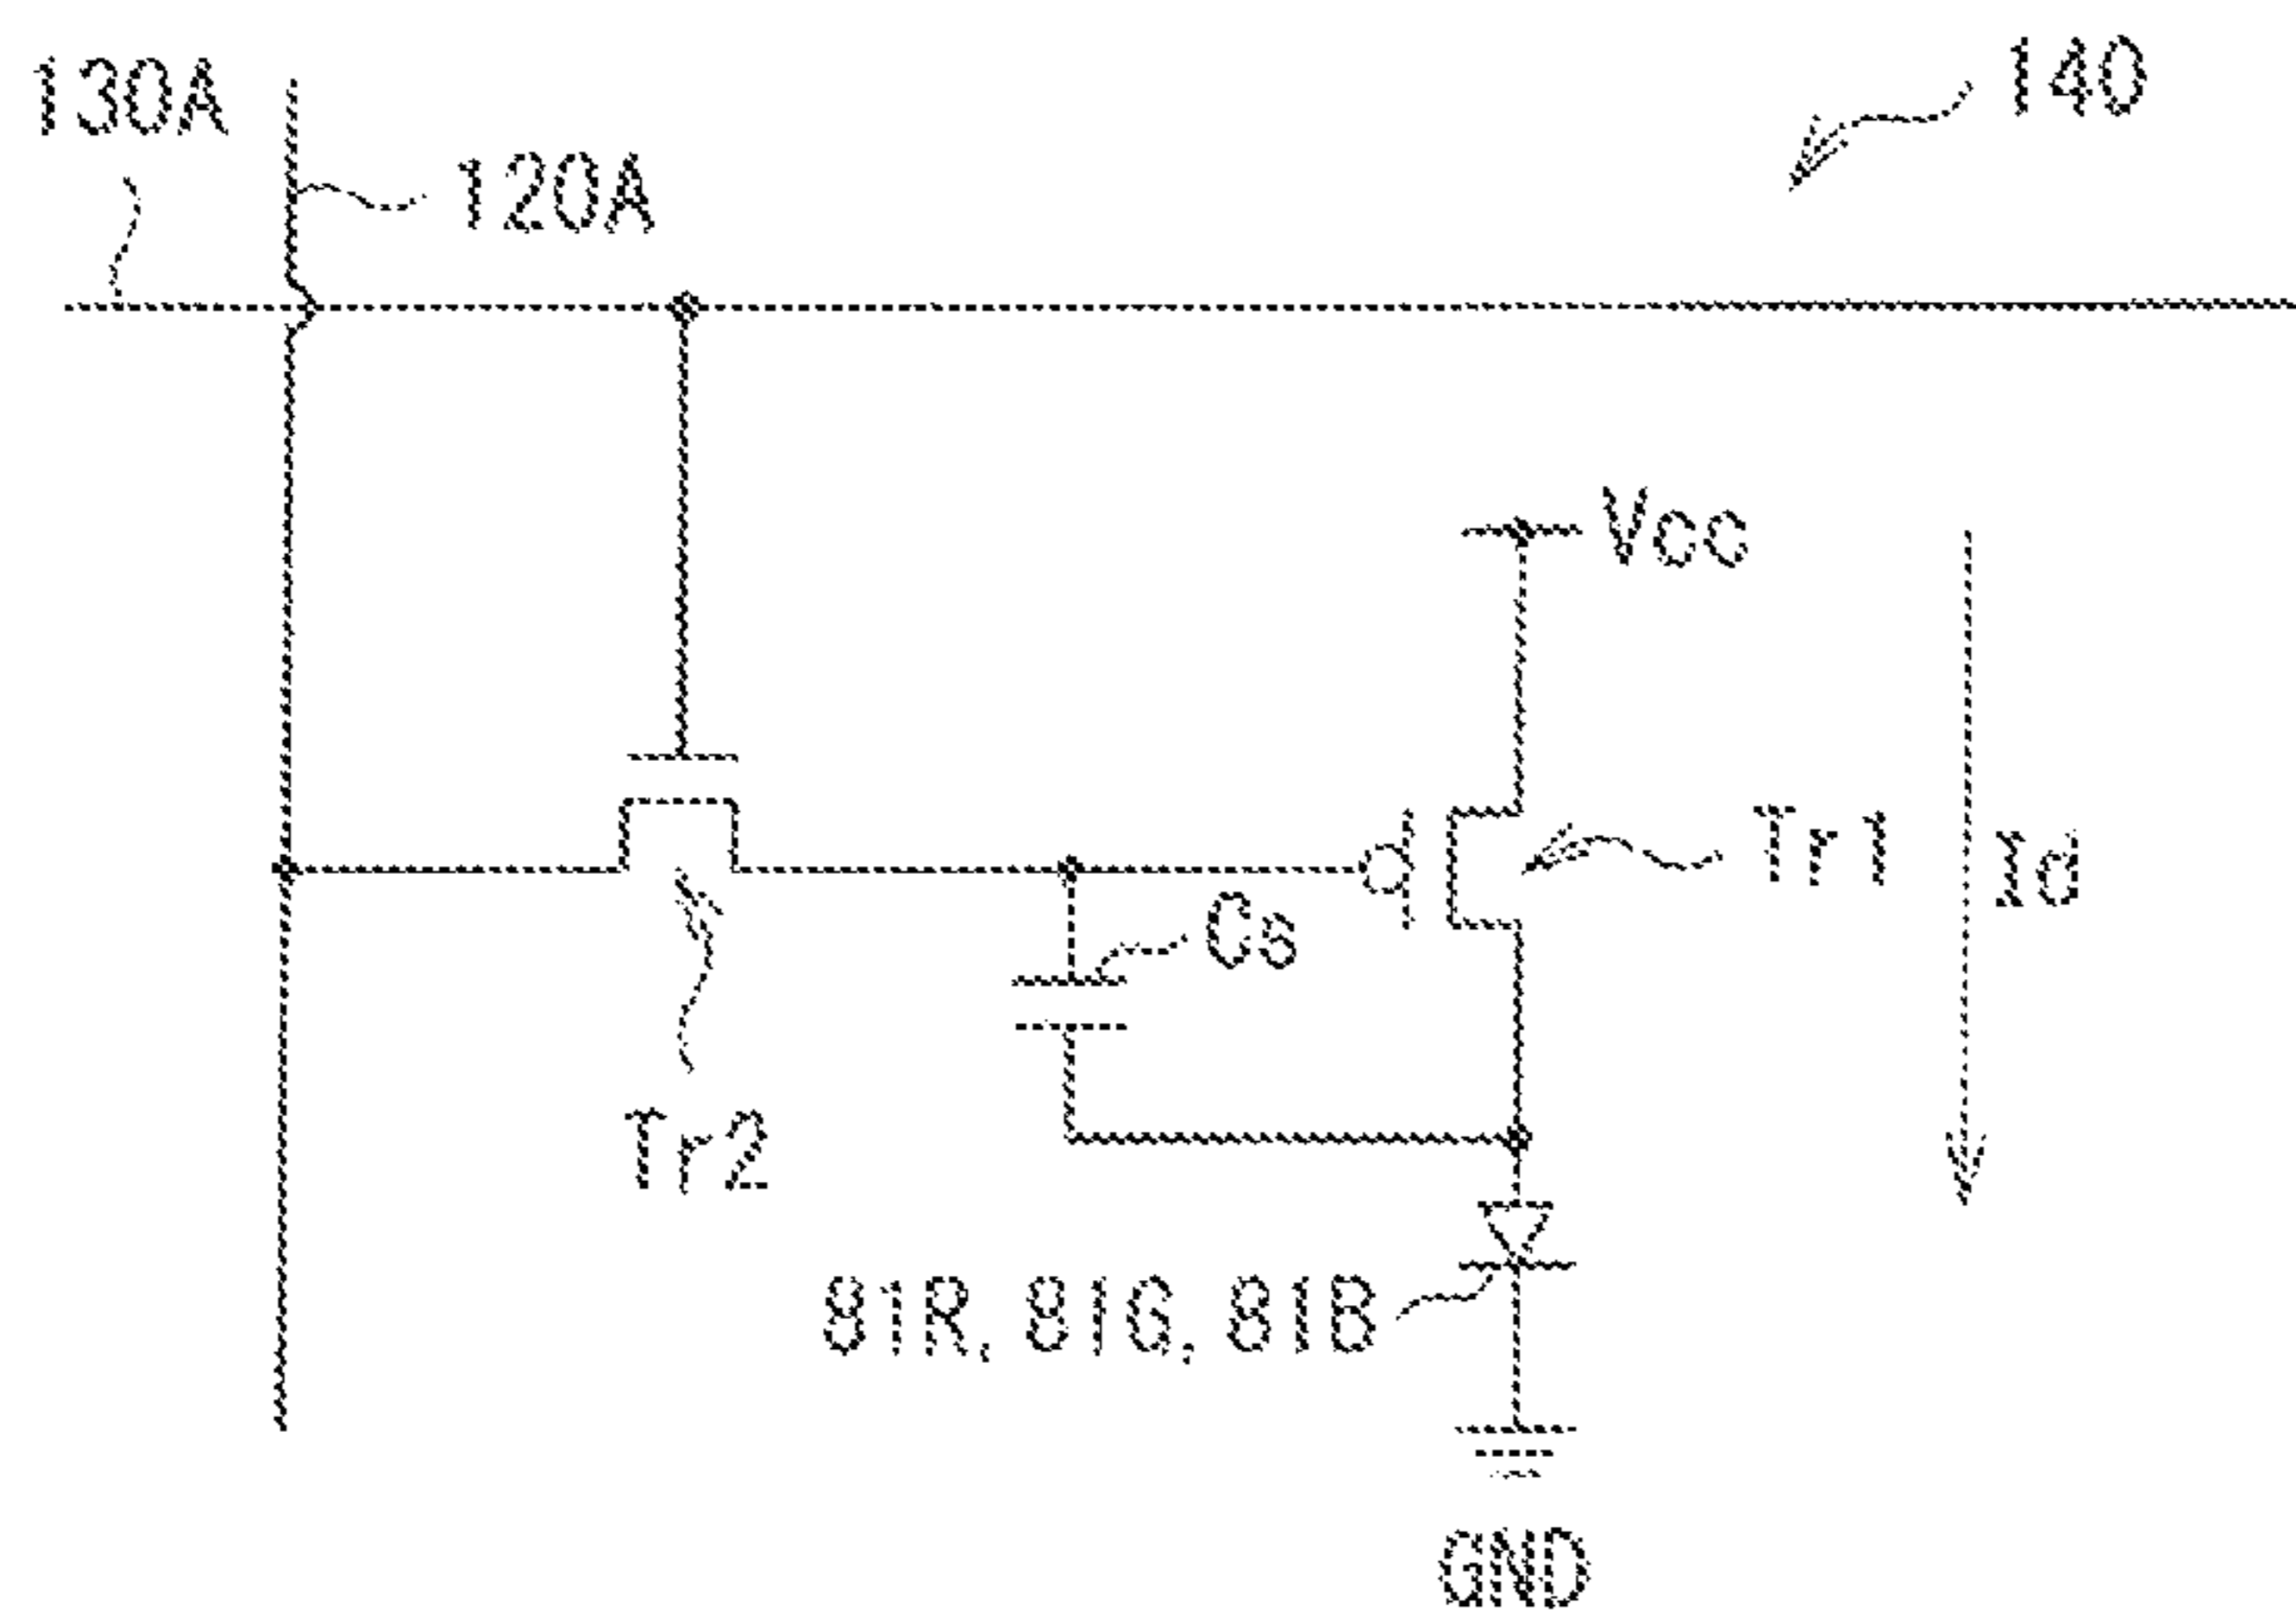 130A
140
120A
Vcc
Tr1
Id
Cs
Tr2
81R, 81G, 81B
GND